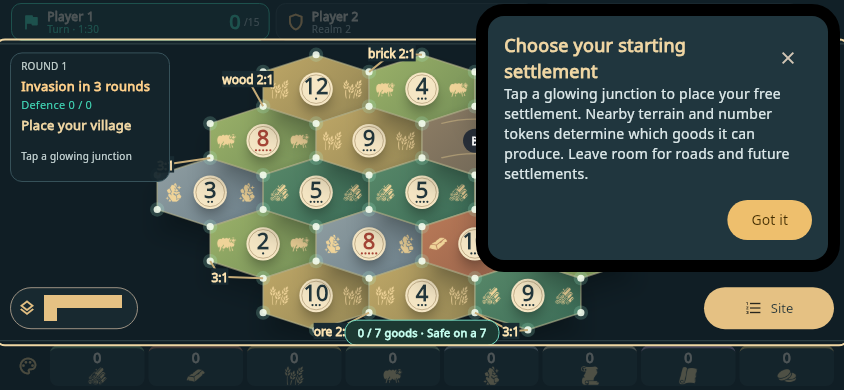 Player 1
Turn · 1:30
0 /15
Player 2
Realm 2
ROUND 1
Invasion in 3 rounds
Defence 0 / 0
Place your village
Tap a glowing junction
Choose your starting
settlement
Tap a glowing junction to place your free
settlement. Nearby terrain and number
tokens determine which goods it can
produce. Leave room for roads and future
settlements.
Got it
brick 2:1
wood 2:1
12
4
8
9
3:1
3
5
5
2
8
3:1
10
4
9
ore 2:
0 / 7 goods · Safe on a 7
3:1
Site
0
0
0
0
0
0
0
0